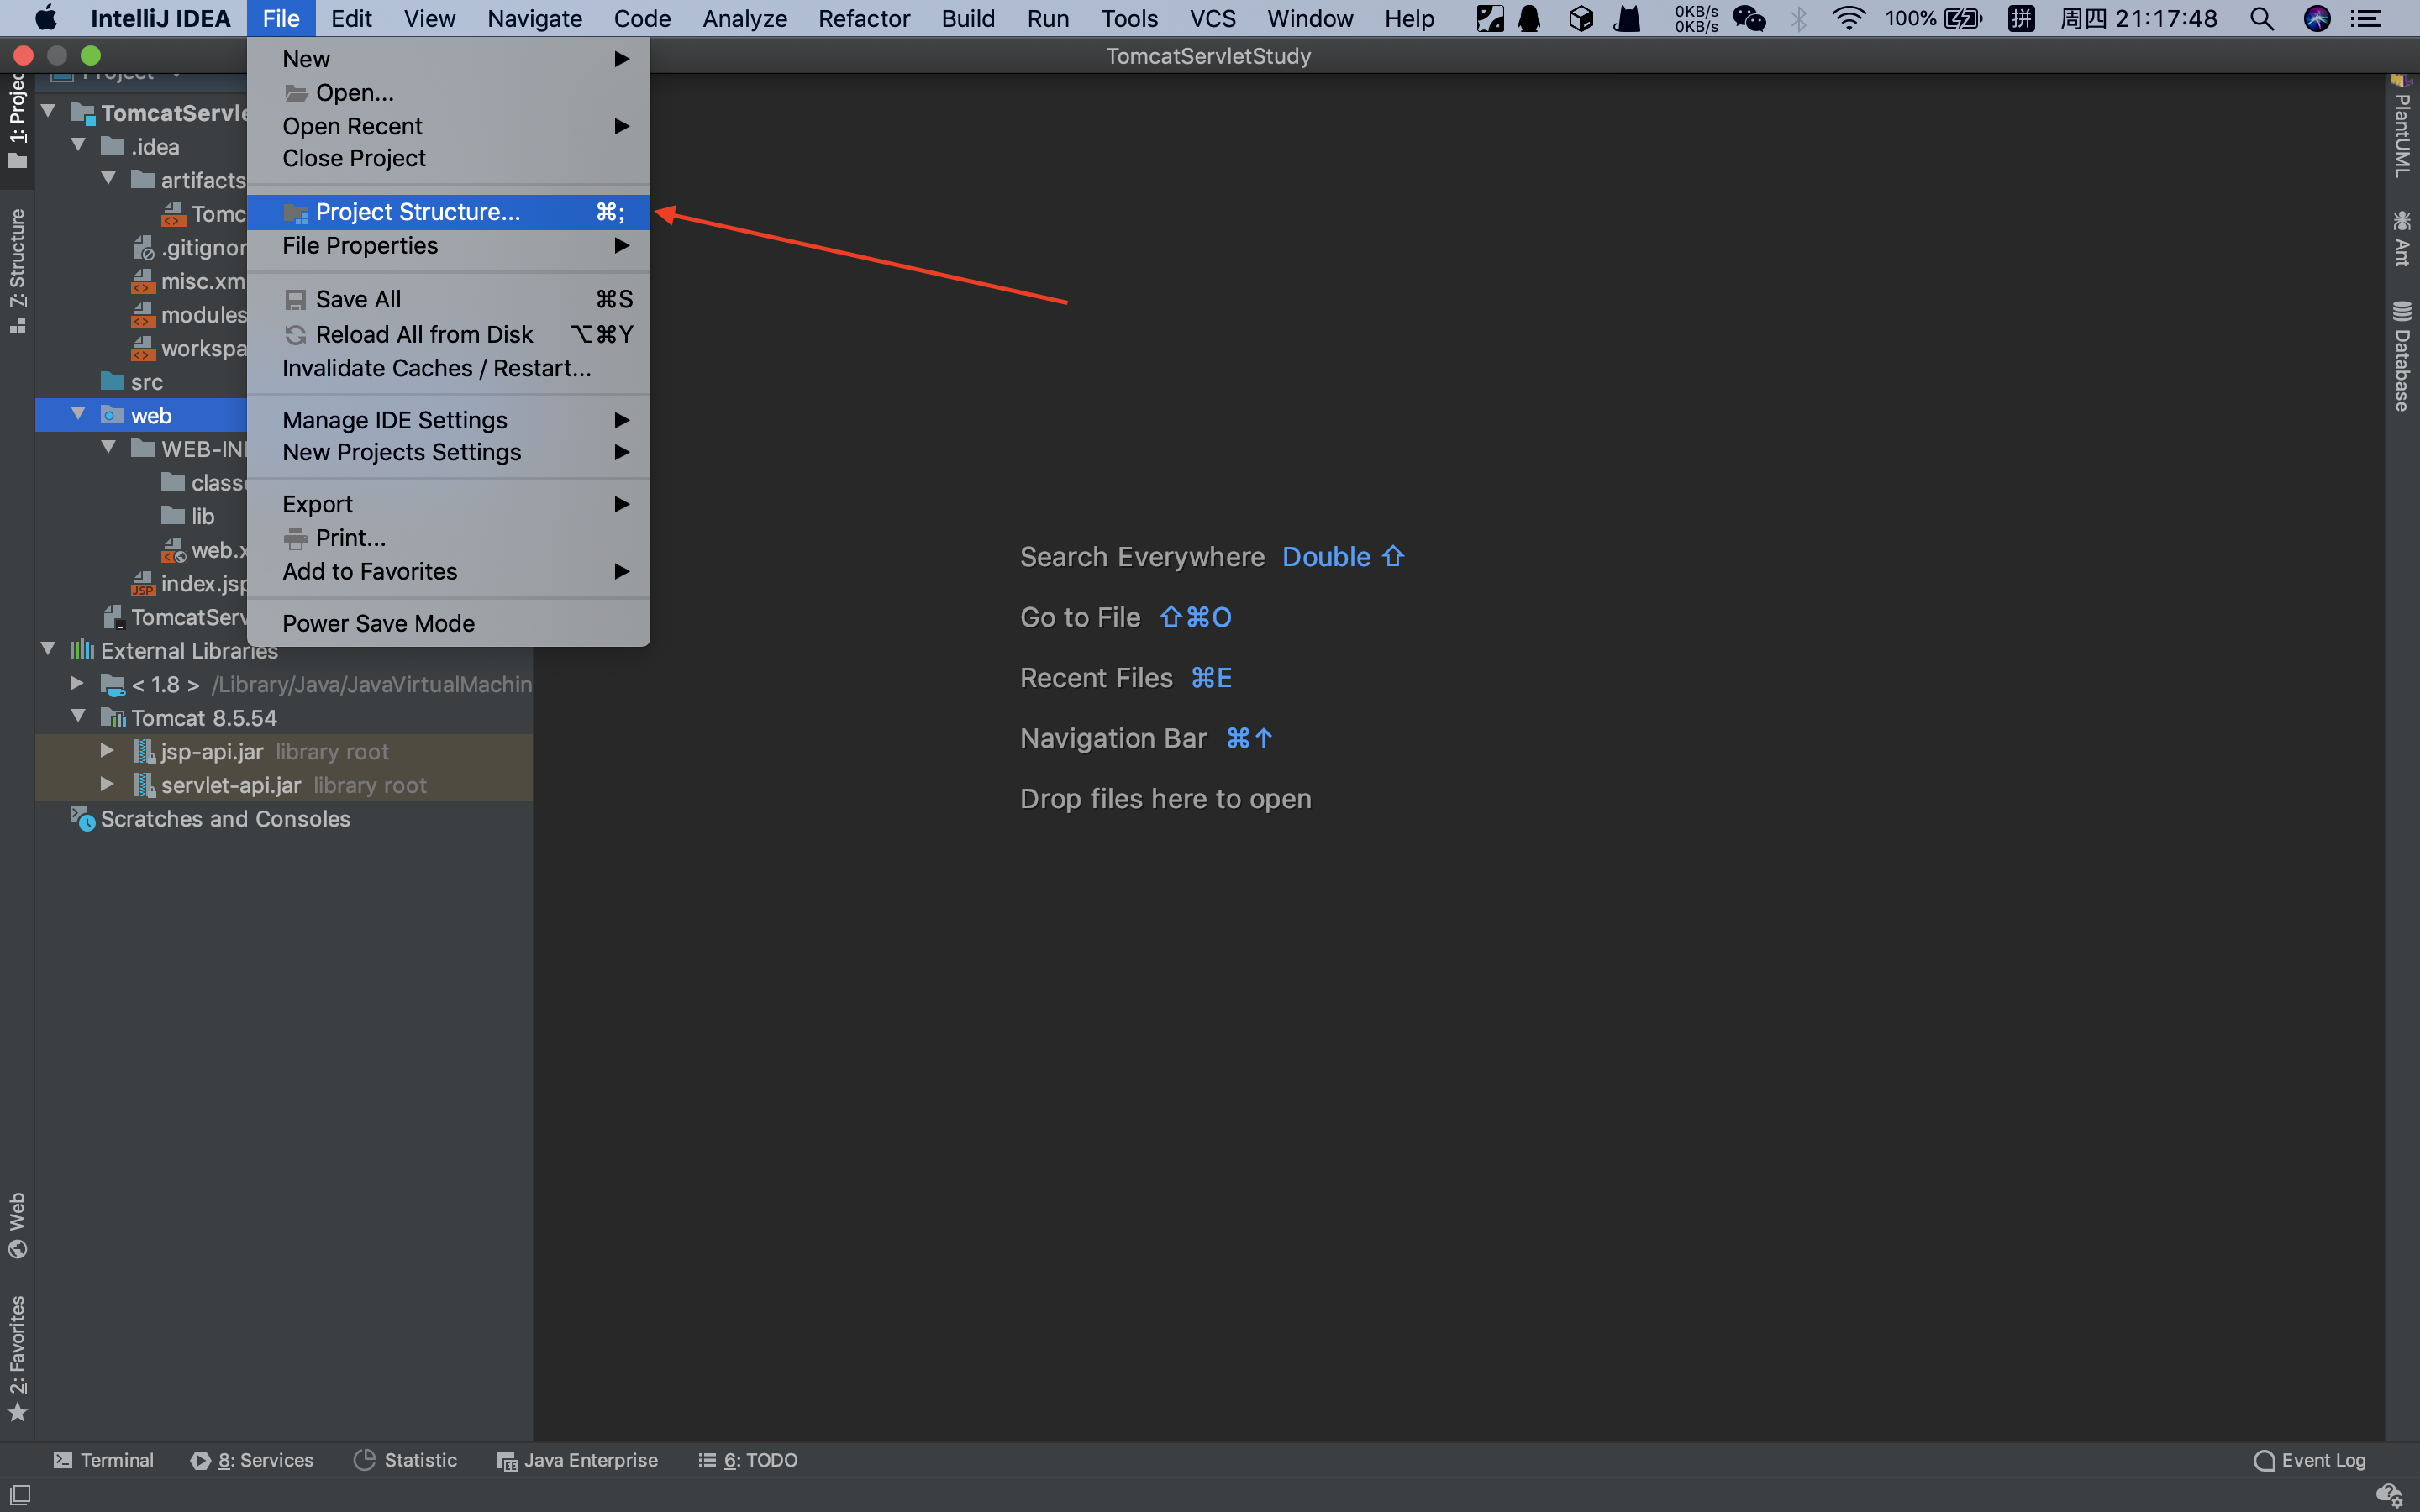 IntelliJ IDEA File Edit View Navigate Code Analyze Refactor Build Run Tools VCS Window Help 0KB/s 0KB/s 100% 拼 周四 21:17:48
TomcatServletStudy
1: Projec
7: Structure
Web
2: Favorites
Project
TomcatServle
.idea
artifacts
Tomc
.gitignor
misc.xm
modules
workspa
src
web
WEB-IN
classe
lib
web.x
index.jsp
TomcatServ
External Libraries
< 1.8 > /Library/Java/JavaVirtualMachin
Tomcat 8.5.54
jsp-api.jar library root
servlet-api.jar library root
Scratches and Consoles
New
Open...
Open Recent
Close Project
Project Structure... ⌘;
File Properties
Save All ⌘S
Reload All from Disk ⌥⌘Y
Invalidate Caches / Restart...
Manage IDE Settings
New Projects Settings
Export
Print...
Add to Favorites
Power Save Mode
Search Everywhere Double ⇧
Go to File ⇧⌘O
Recent Files ⌘E
Navigation Bar ⌘↑
Drop files here to open
PlantUML
Ant
Database
Terminal 8: Services Statistic Java Enterprise 6: TODO Event Log